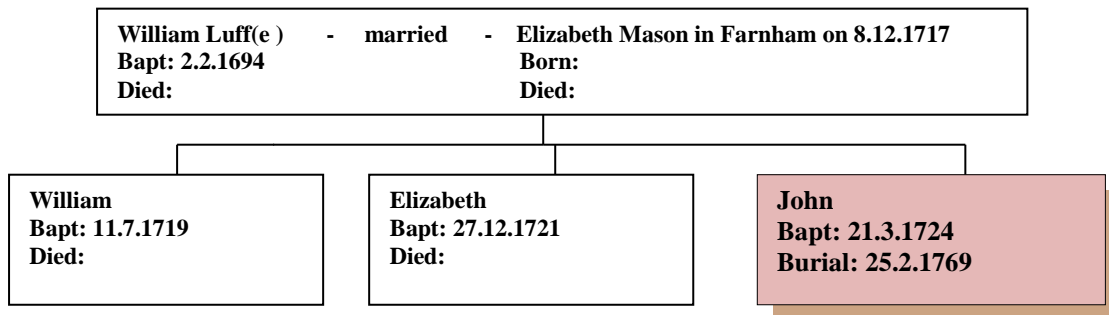 William Luff(e ) - married - Elizabeth Mason in Farnham on 8.12.1717
Bapt: 2.2.1694 Born:
Died: Died:
William
Bapt: 11.7.1719
Died:
Elizabeth
Bapt: 27.12.1721
Died:
John
Bapt: 21.3.1724
Burial: 25.2.1769